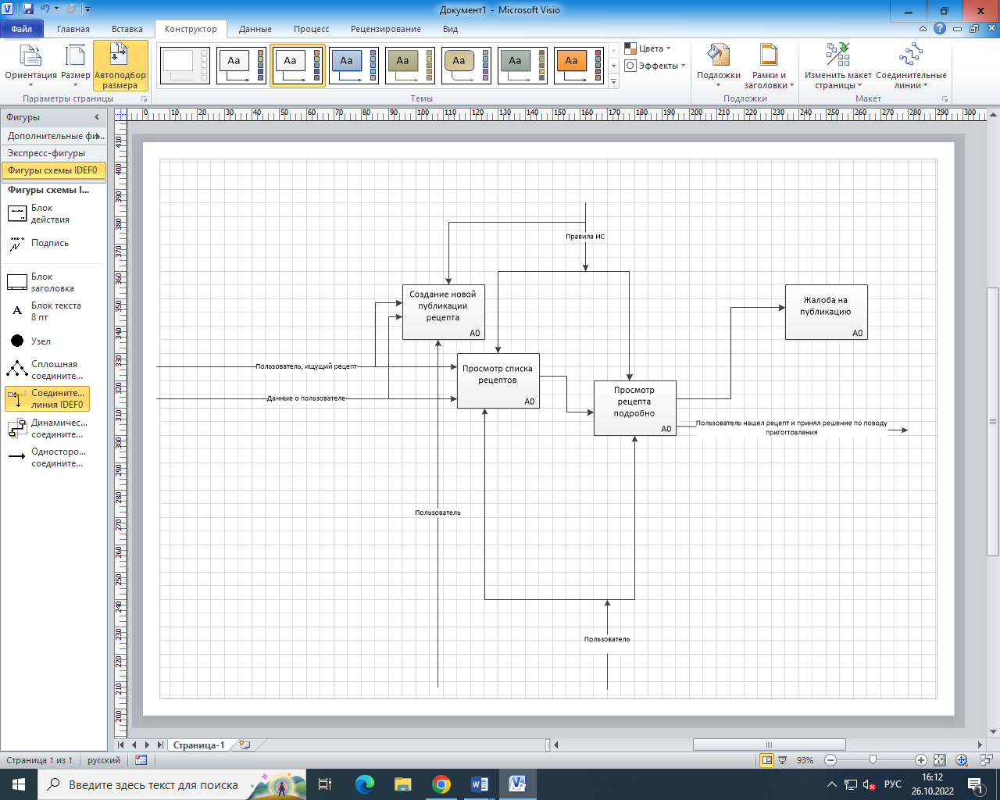 Документ1 - Microsoft Visio
Файл
Главная
Вставка
Конструктор
Данные
Процесс
Рецензирование
Вид
Ориентация
Размер
Автоподбор
размера
Параметры страницы
Aa
Aa
Aa
Aa
Aa
Aa
Aa
Темы
Цвета
Эффекты
Подложки
Рамки и
заголовки
Подложки
Изменить макет
страницы
Соединительные
линии
Макет
Фигуры
Дополнительные фи...
Экспресс-фигуры
Фигуры схемы IDEF0
Фигуры схемы I...
Блок
действия
Подпись
Блок
заголовка
Блок текста
8 пт
Узел
Сплошная
соедините...
Соедините...
линия IDEF0
Динамичес...
соедините...
Односторо...
соедините...
0 10 20 30 40 50 60 70 80 90 100 110 120 130 140 150 160 170 180 190 200 210 220 230 240 250 260 270 280 290 300
410
400
390
380
370
360
350
340
330
320
310
300
290
280
270
260
250
240
230
220
210
200
Правила ИС
Создание новой
публикации
рецепта
A0
Жалоба на
публикацию
A0
Пользователь, ищущий рецепт
Просмотр списка
рецептов
A0
Данные о пользователе
Просмотр
рецепта
подробно
A0
Пользователь нашел рецепт и принял решение по поводу
приготовления
Пользователь
Пользователь
Страница-1
Страница 1 из 1
русский
93%
Введите здесь текст для поиска
РУС
16:12
26.10.2022
1